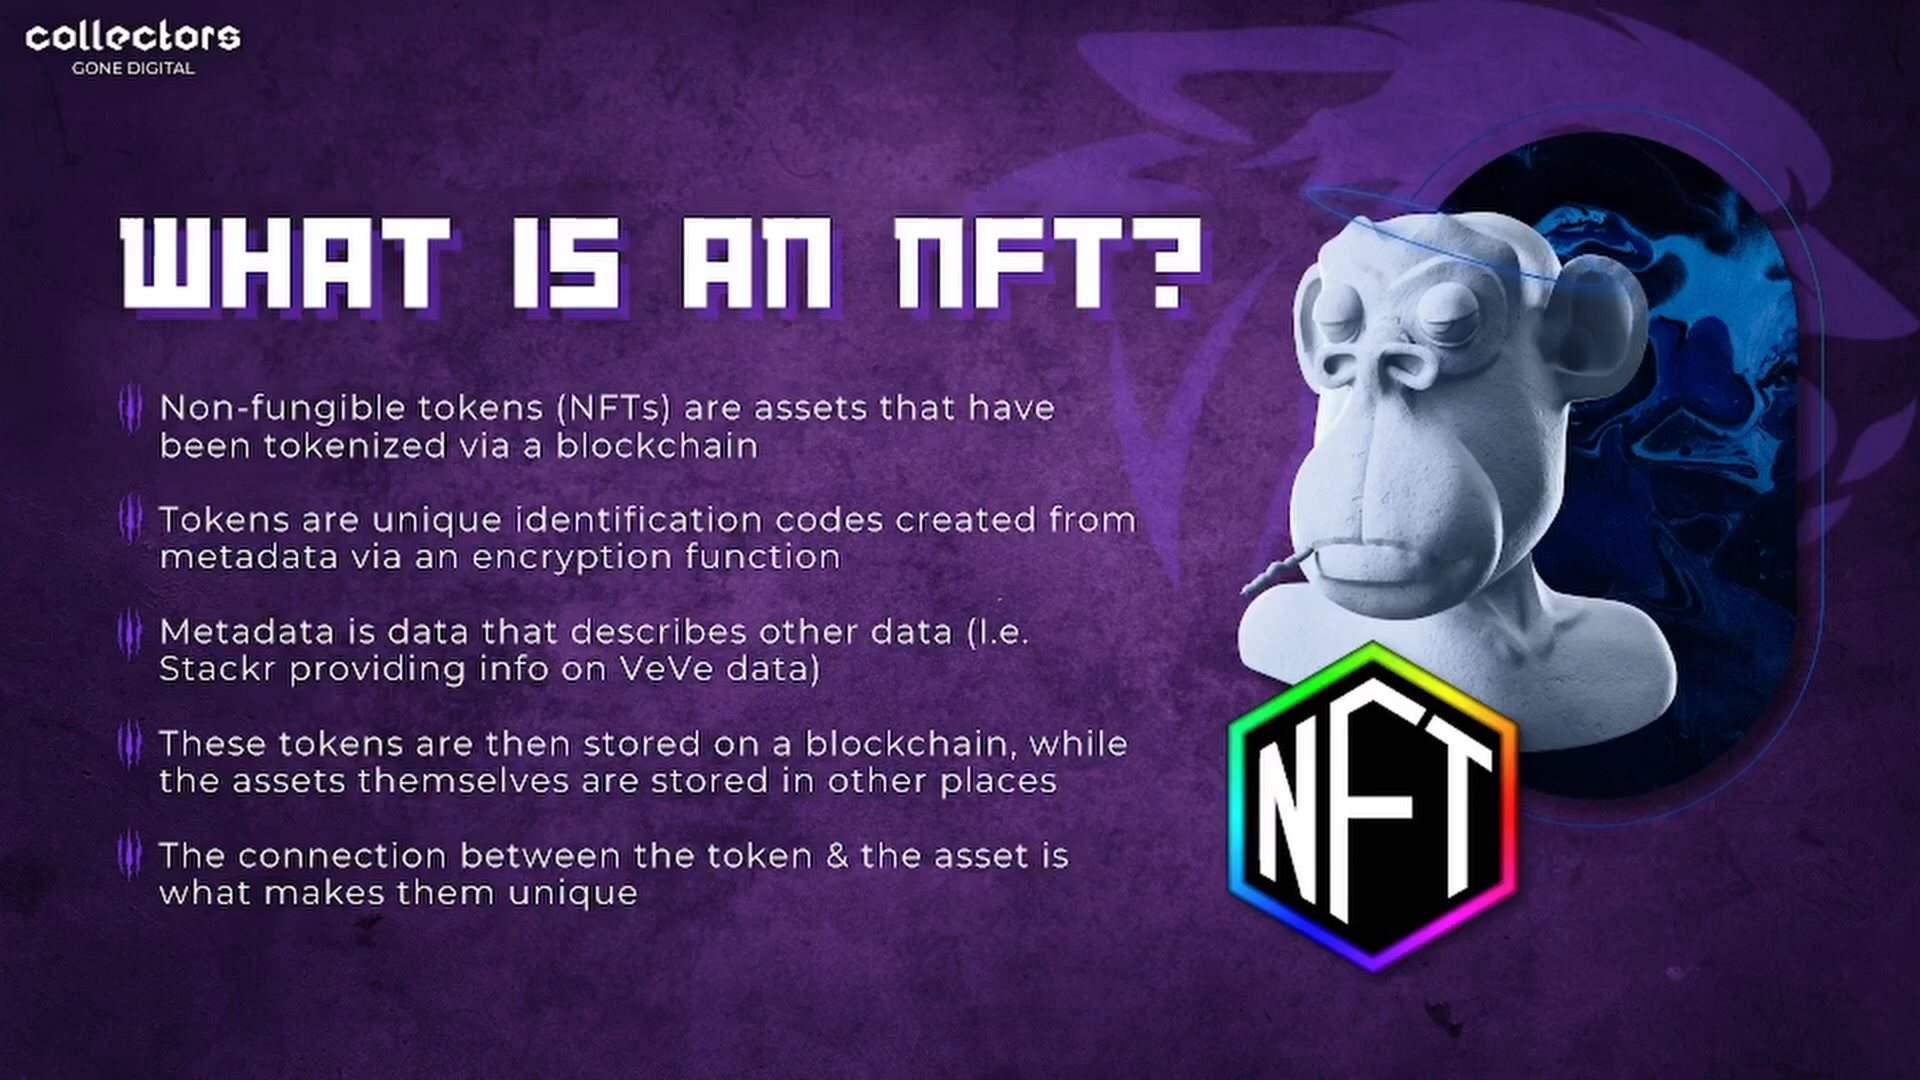 collectors
GONE DIGITAL
WHAT IS AN NFT?
Non-fungible tokens (NFTs) are assets that have
been tokenized via a blockchain
Tokens are unique identification codes created from
metadata via an encryption function
Metadata is data that describes other data (I.e.
Stackr providing info on VeVe data)
These tokens are then stored on a blockchain, while
the assets themselves are stored in other places
The connection between the token & the asset is
what makes them unique
NFT